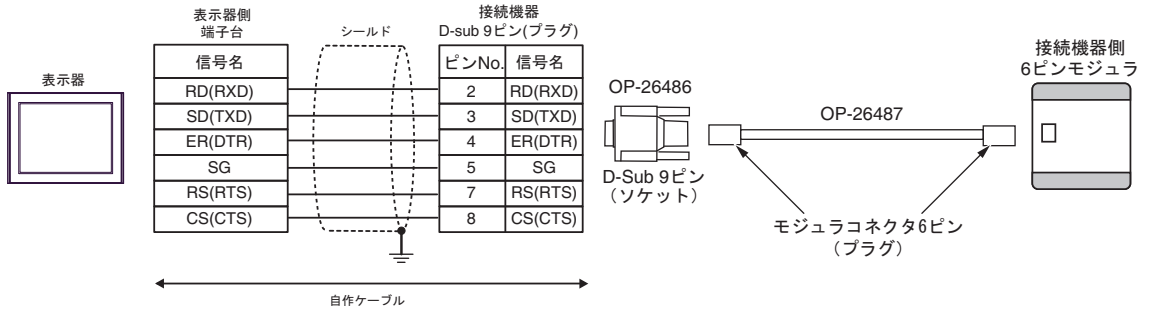 表示器
表示器側
端子台
シールド
接続機器
D-sub 9ピン(プラグ)
信号名 ピンNo. 信号名
RD(RXD) 2 RD(RXD)
SD(TXD) 3 SD(TXD)
ER(DTR) 4 ER(DTR)
SG 5 SG
RS(RTS) 7 RS(RTS)
CS(CTS) 8 CS(CTS)
自作ケーブル
OP-26486
D-Sub 9ピン
（ソケット）
OP-26487
モジュラコネクタ6ピン
（プラグ）
接続機器側
6ピンモジュラ